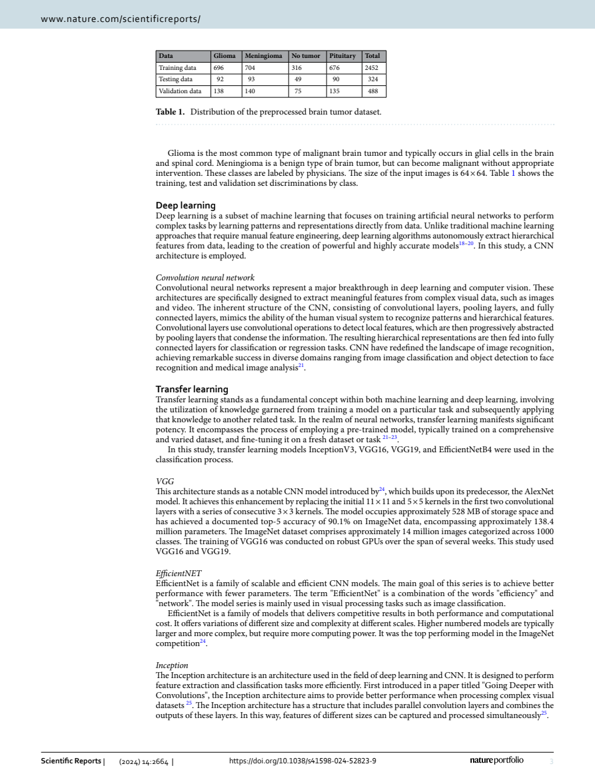 www.nature.com/scientificreports/
Data Glioma Meningioma No tumor Pituitary Total
Training data 696 704 316 676 2452
Testing data 92 93 49 90 324
Validation data 138 140 75 135 488
Table 1. Distribution of the preprocessed brain tumor dataset.
Glioma is the most common type of malignant brain tumor and typically occurs in glial cells in the brain
and spinal cord. Meningioma is a benign type of brain tumor, but can become malignant without appropriate
intervention. These classes are labeled by physicians. The size of the input images is 64 × 64. Table 1 shows the
training, test and validation set discriminations by class.
Deep learning
Deep learning is a subset of machine learning that focuses on training artificial neural networks to perform
complex tasks by learning patterns and representations directly from data. Unlike traditional machine learning
approaches that require manual feature engineering, deep learning algorithms autonomously extract hierarchical
features from data, leading to the creation of powerful and highly accurate models18–20. In this study, a CNN
architecture is employed.
Convolution neural network
Convolutional neural networks represent a major breakthrough in deep learning and computer vision. These
architectures are specifically designed to extract meaningful features from complex visual data, such as images
and video. The inherent structure of the CNN, consisting of convolutional layers, pooling layers, and fully
connected layers, mimics the ability of the human visual system to recognize patterns and hierarchical features.
Convolutional layers use convolutional operations to detect local features, which are then progressively abstracted
by pooling layers that condense the information. The resulting hierarchical representations are then fed into fully
connected layers for classification or regression tasks. CNN have redefined the landscape of image recognition,
achieving remarkable success in diverse domains ranging from image classification and object detection to face
recognition and medical image analysis21.
Transfer learning
Transfer learning stands as a fundamental concept within both machine learning and deep learning, involving
the utilization of knowledge garnered from training a model on a particular task and subsequently applying
that knowledge to another related task. In the realm of neural networks, transfer learning manifests significant
potency. It encompasses the process of employing a pre-trained model, typically trained on a comprehensive
and varied dataset, and fine-tuning it on a fresh dataset or task 21–23.
In this study, transfer learning models InceptionV3, VGG16, VGG19, and EfficientNetB4 were used in the
classification process.
VGG
This architecture stands as a notable CNN model introduced by24, which builds upon its predecessor, the AlexNet
model. It achieves this enhancement by replacing the initial 11 × 11 and 5 × 5 kernels in the first two convolutional
layers with a series of consecutive 3 × 3 kernels. The model occupies approximately 528 MB of storage space and
has achieved a documented top-5 accuracy of 90.1% on ImageNet data, encompassing approximately 138.4
million parameters. The ImageNet dataset comprises approximately 14 million images categorized across 1000
classes. The training of VGG16 was conducted on robust GPUs over the span of several weeks. This study used
VGG16 and VGG19.
EfficientNET
EfficientNet is a family of scalable and efficient CNN models. The main goal of this series is to achieve better
performance with fewer parameters. The term "EfficientNet" is a combination of the words "efficiency" and
"network". The model series is mainly used in visual processing tasks such as image classification.
EfficientNet is a family of models that delivers competitive results in both performance and computational
cost. It offers variations of different size and complexity at different scales. Higher numbered models are typically
larger and more complex, but require more computing power. It was the top performing model in the ImageNet
competition24.
Inception
The Inception architecture is an architecture used in the field of deep learning and CNN. It is designed to perform
feature extraction and classification tasks more efficiently. First introduced in a paper titled "Going Deeper with
Convolutions", the Inception architecture aims to provide better performance when processing complex visual
datasets 25. The Inception architecture has a structure that includes parallel convolution layers and combines the
outputs of these layers. In this way, features of different sizes can be captured and processed simultaneously25.
Scientific Reports | (2024) 14:2664 | https://doi.org/10.1038/s41598-024-52823-9 natureportfolio 3